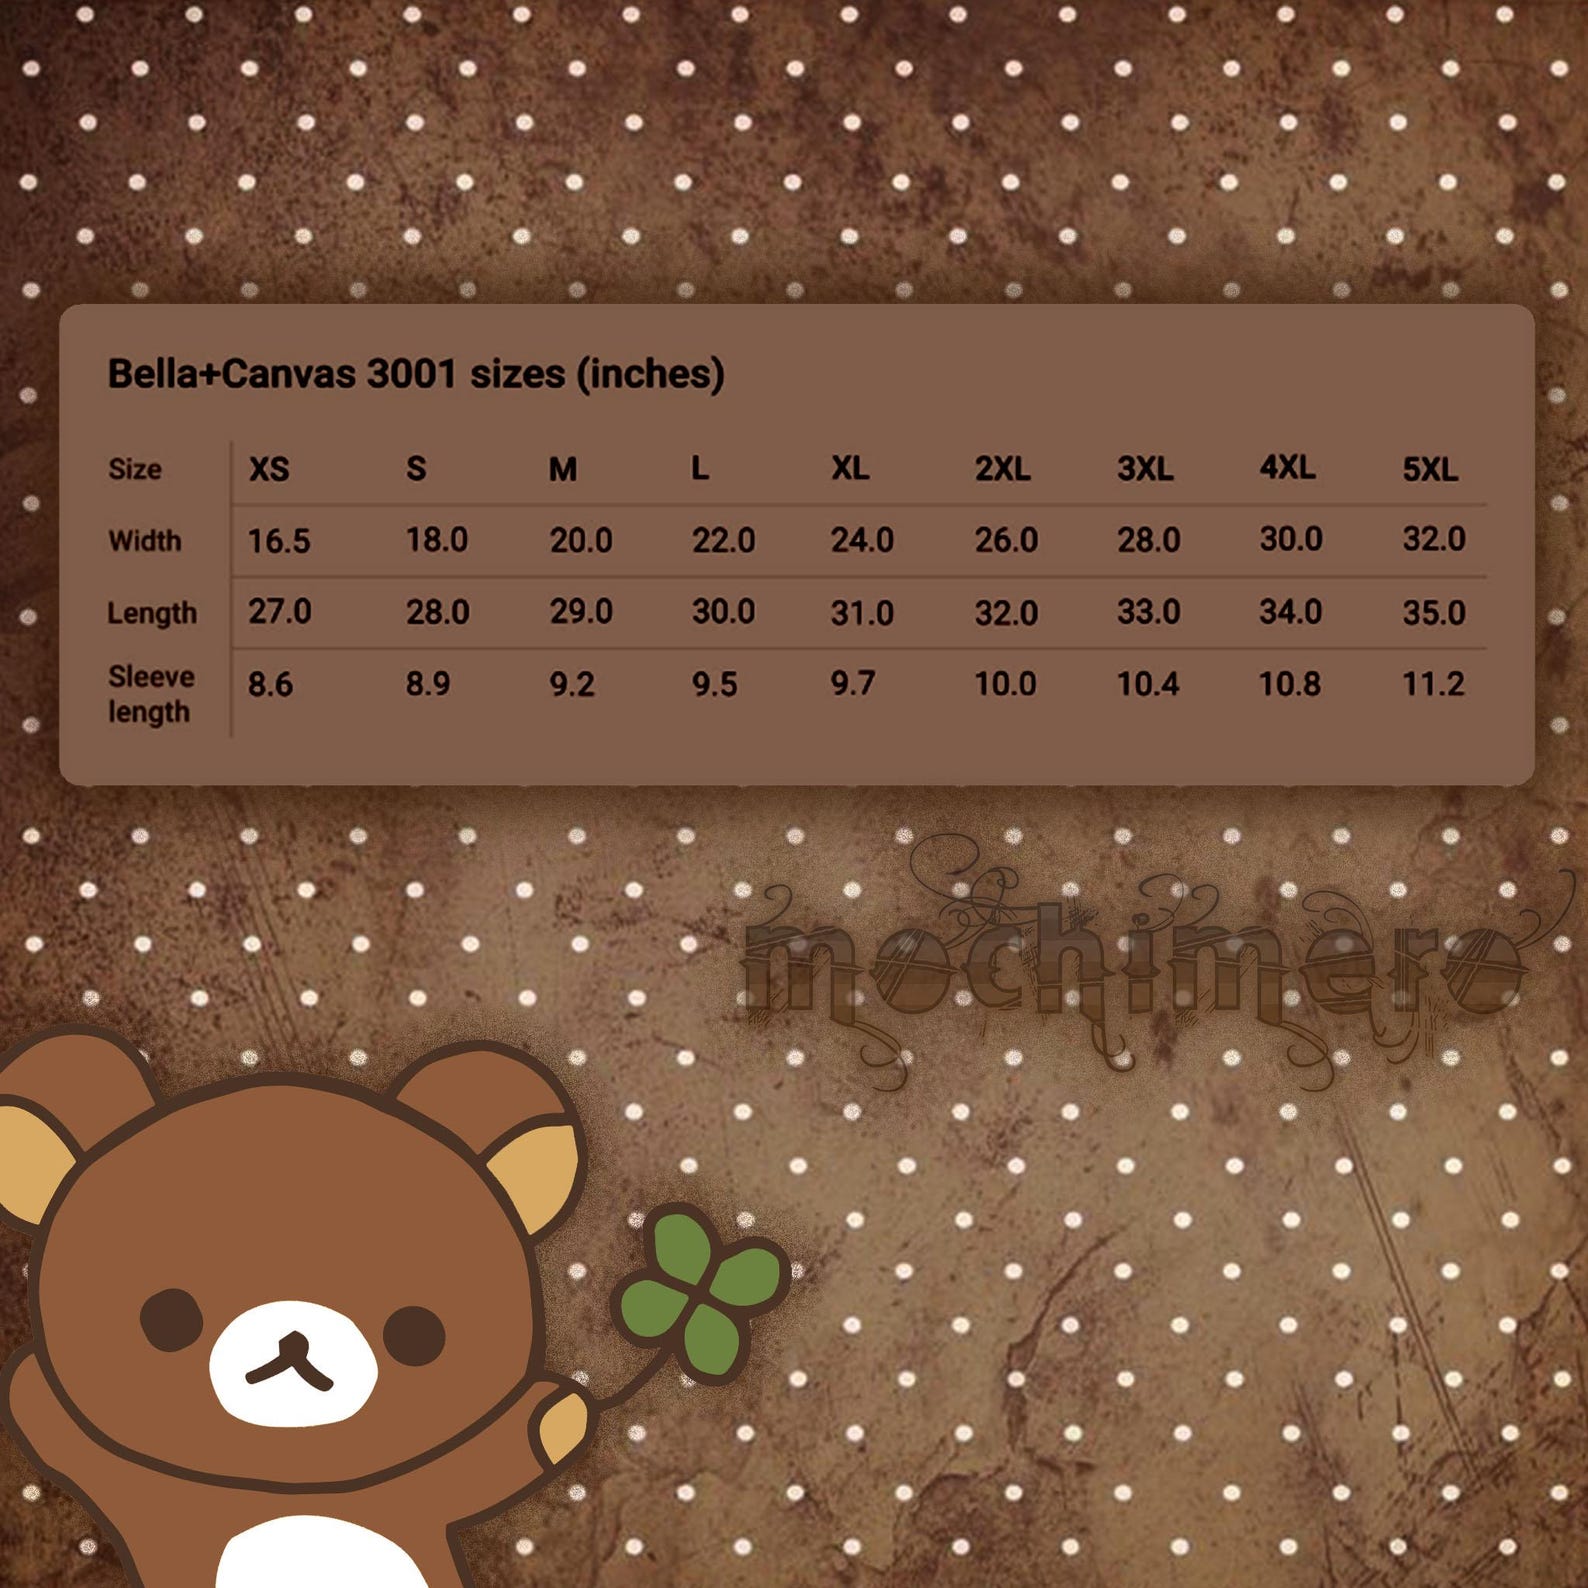 Bella+Canvas 3001 sizes (inches)
Size XS S M L XL 2XL 3XL 4XL 5XL
Width 16.5 18.0 20.0 22.0 24.0 26.0 28.0 30.0 32.0
Length 27.0 28.0 29.0 30.0 31.0 32.0 33.0 34.0 35.0
Sleeve length 8.6 8.9 9.2 9.5 9.7 10.0 10.4 10.8 11.2
mochimero